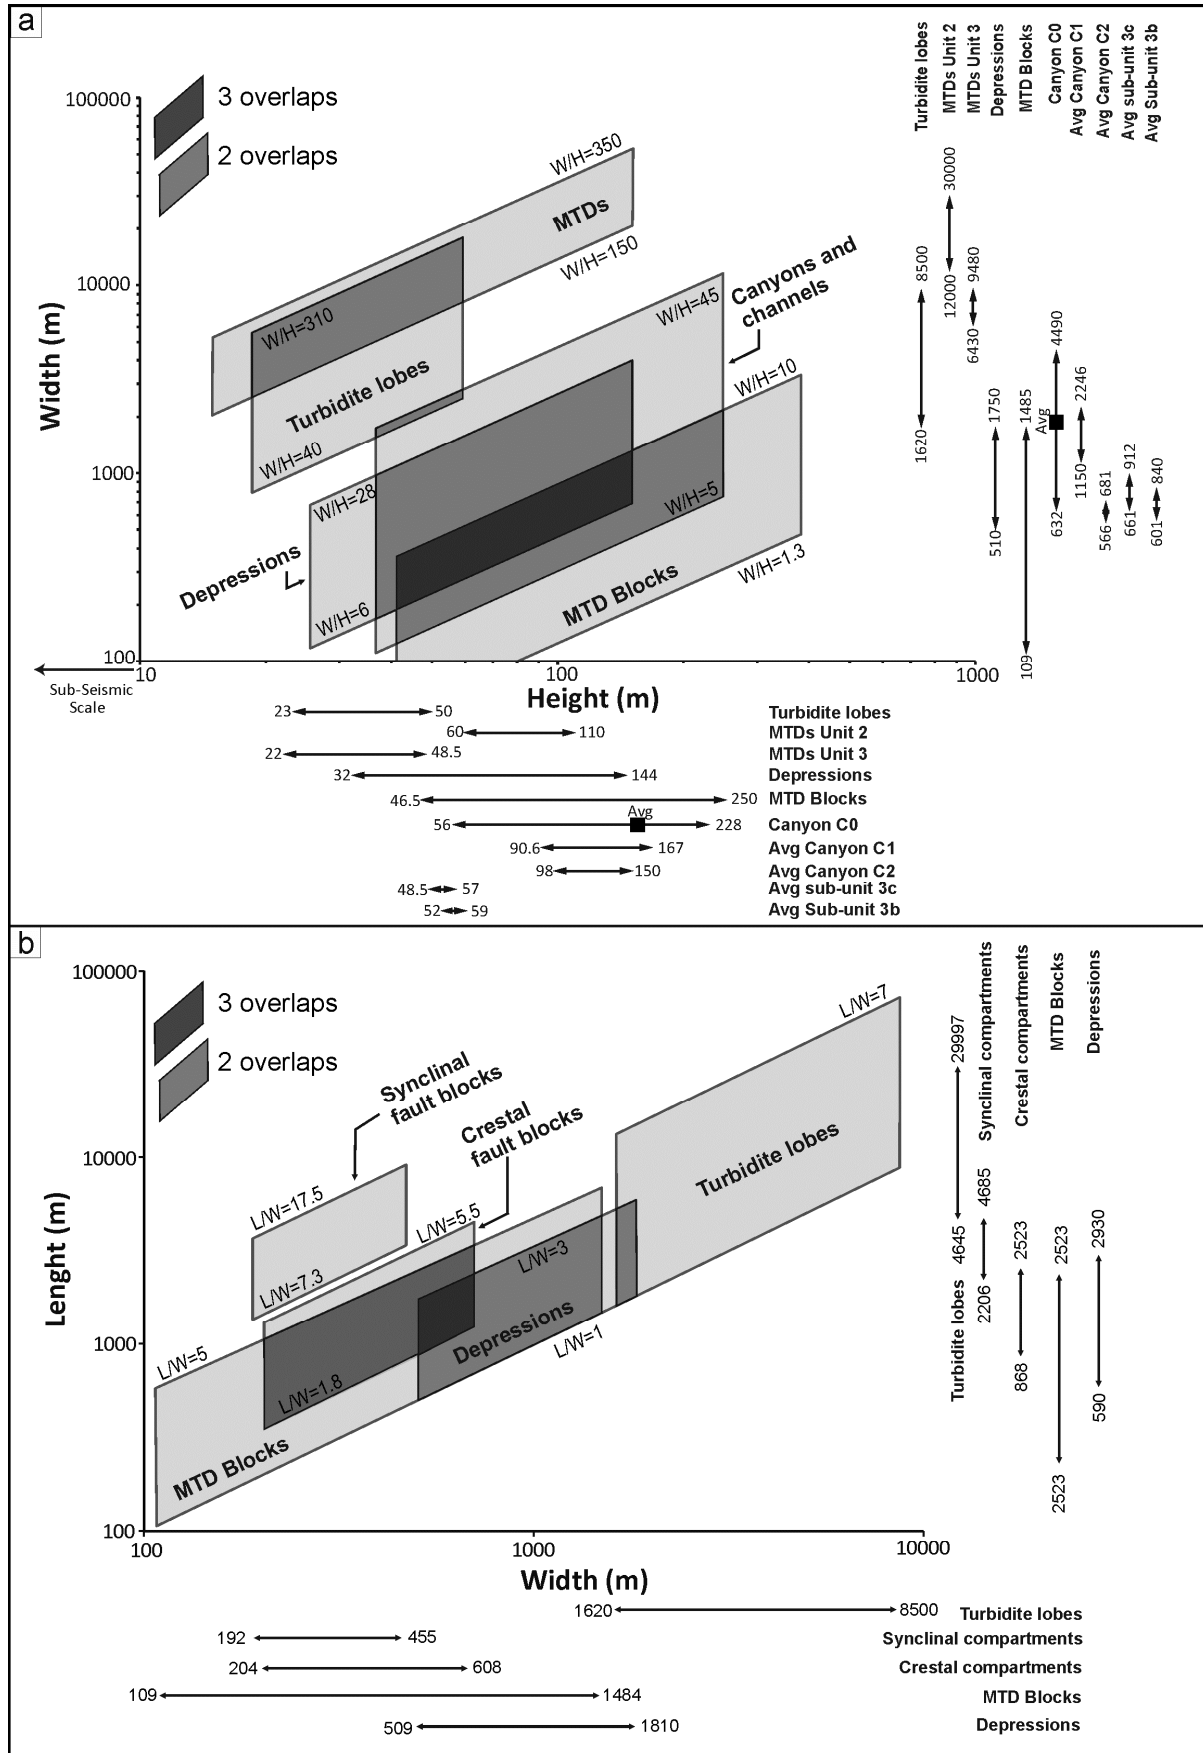 a
3 overlaps
2 overlaps
100000
10000
1000
100
Width (m)
W/H=350
MTDs
W/H=150
W/H=310
Turbidite lobes
W/H=40
Canyons and
channels
W/H=45
W/H=10
W/H=28
W/H=5
Depressions
W/H=6
MTD Blocks
W/H=1.3
10
100
1000
Height (m)
Sub-Seismic
Scale
Turbidite lobes
MTDs Unit 2
MTDs Unit 3
Depressions
MTD Blocks
Canyon C0
Avg Canyon C1
Avg Canyon C2
Avg sub-unit 3c
Avg Sub-unit 3b
1620 8500
12000 30000
6430 9480
510 1750
109 1485
Avg
632 4490
1150 2246
566 681
661 912
601 840
23 50 Turbidite lobes
60 110 MTDs Unit 2
22 48.5 MTDs Unit 3
32 144 Depressions
46.5 250 MTD Blocks
Avg
56 228 Canyon C0
90.6 167 Avg Canyon C1
98 150 Avg Canyon C2
48.5 57 Avg sub-unit 3c
52 59 Avg Sub-unit 3b
b
3 overlaps
2 overlaps
100000
10000
1000
100
Lenght (m)
Synclinal
fault blocks
Crestal
fault blocks
L/W=7
Turbidite lobes
L/W=17.5
L/W=7.3
L/W=5.5
L/W=3
L/W=5
L/W=1.8
Depressions
L/W=1
MTD Blocks
100
1000
10000
Width (m)
Turbidite lobes 4645 29997
2206 4685 Synclinal compartments
868 2523 Crestal compartments
2523 2523 MTD Blocks
590 2930 Depressions
1620 8500 Turbidite lobes
192 455 Synclinal compartments
204 608 Crestal compartments
109 1484 MTD Blocks
509 1810 Depressions